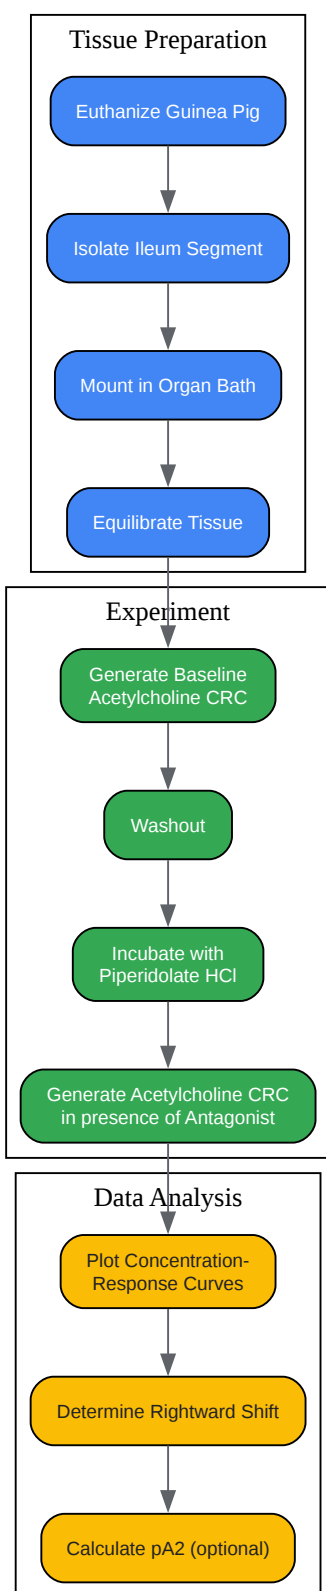 Tissue Preparation
Euthanize Guinea Pig
Isolate Ileum Segment
Mount in Organ Bath
Equilibrate Tissue
Experiment
Generate Baseline
Acetylcholine CRC
Washout
Incubate with
Piperidolate HCl
Generate Acetylcholine CRC
in presence of Antagonist
Data Analysis
Plot Concentration-
Response Curves
Determine Rightward Shift
Calculate pA2 (optional)